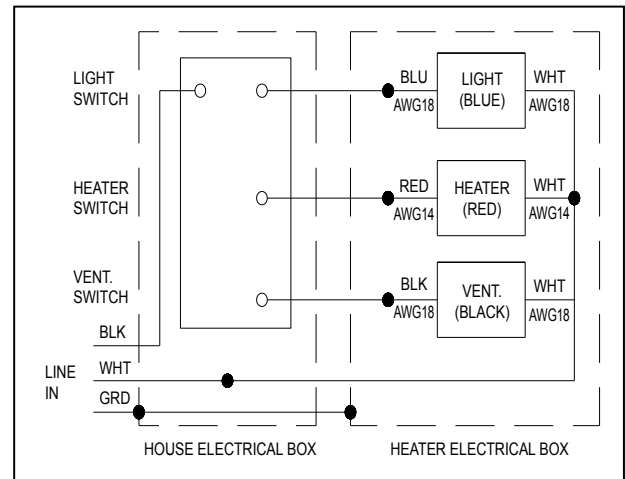 LIGHT
SWITCH
BLU
AWG18
LIGHT
(BLUE)
WHT
AWG18
HEATER
SWITCH
RED
AWG14
HEATER
(RED)
WHT
AWG14
VENT.
SWITCH
BLK
AWG18
VENT.
(BLACK)
WHT
AWG18
BLK
LINE
IN
WHT
GRD
HOUSE ELECTRICAL BOX
HEATER ELECTRICAL BOX